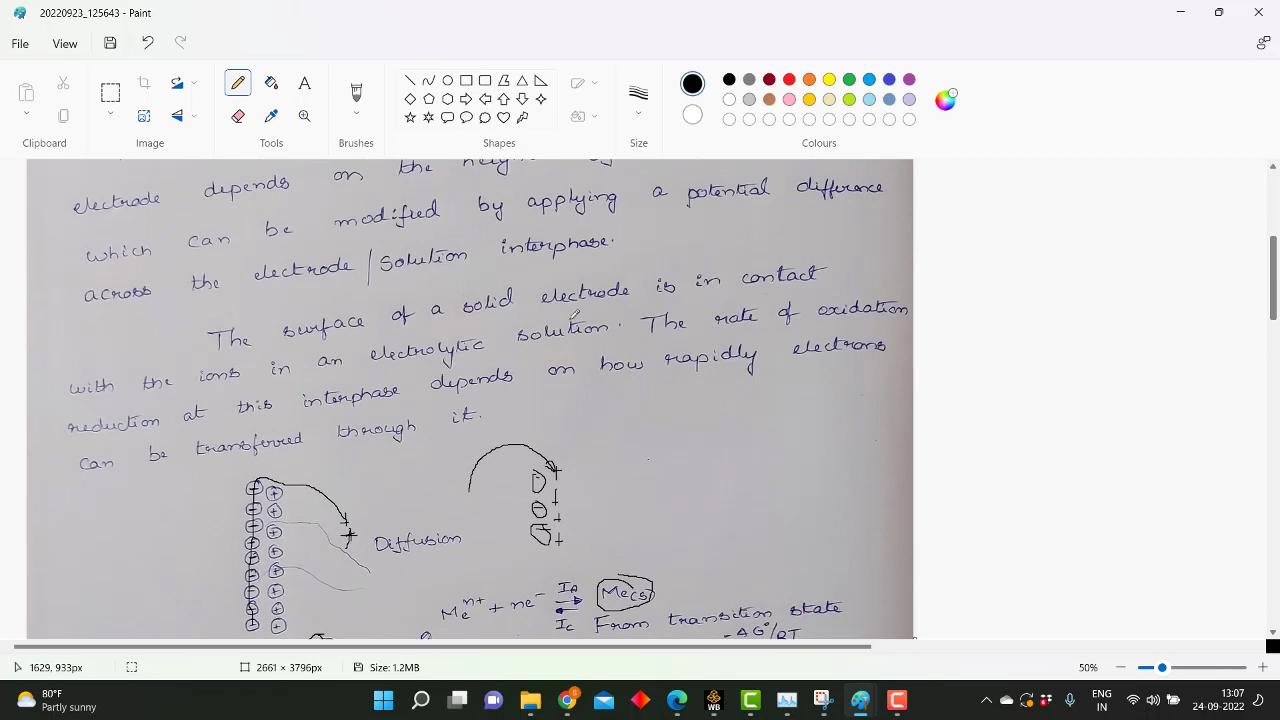 20220923_125643 - Paint
File View
Clipboard Image Tools Brushes Shapes Size Colours
electrode depends on the height
which can be modified by applying a potential difference
across the electrode / Solution interphase.
The surface of a solid electrode is in contact
with the ions in an electrolytic solution. The rate of oxidation
reduction at this interphase depends on how rapidly electrons
can be transferred through it.
Diffusion
Me^n+ + ne^- ⇌ Me(s)
IA
IC
From transition state
-ΔG°/RT
1629, 933px 2661 × 3796px Size: 1.2MB 50%
80°F
Partly sunny
ENG
IN
13:07
24-09-2022